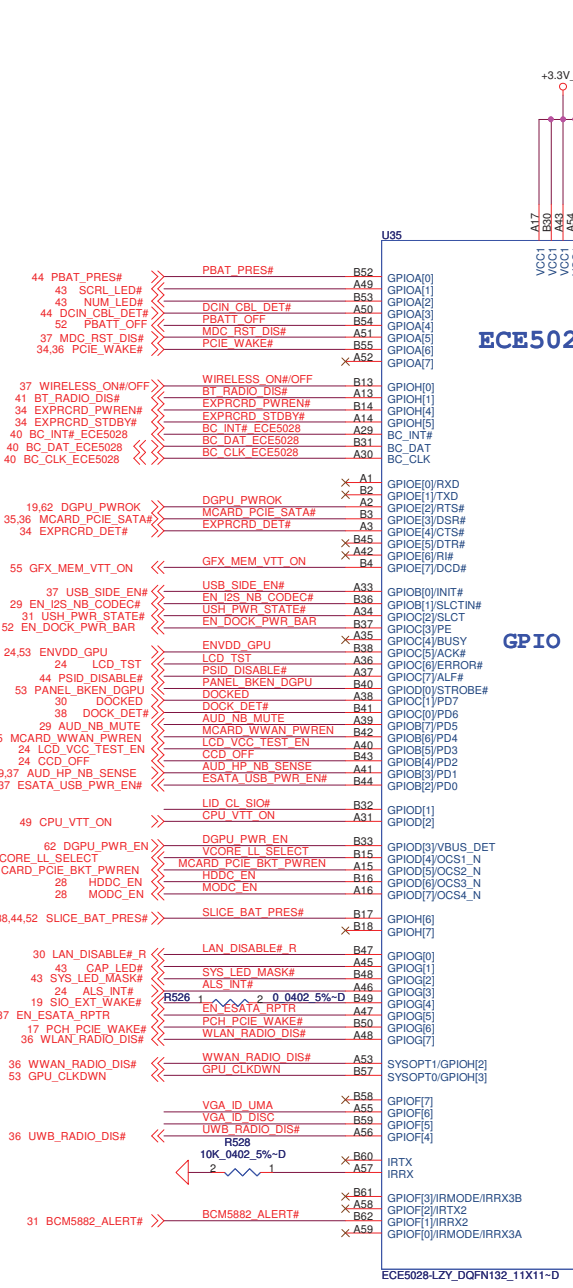 +3.3V_
A17
B30
A43
A54
U35
VCC1
VCC1
VCC1
ECE502
44 PBAT_PRES# PBAT_PRES# B52 GPIOA[0]
43 SCRL_LED# A49 GPIOA[1]
43 NUM_LED# B53 GPIOA[2]
44 DCIN_CBL_DET# DCIN_CBL_DET# A50 GPIOA[3]
52 PBATT_OFF PBATT_OFF B54 GPIOA[4]
37 MDC_RST_DIS# MDC_RST_DIS# A51 GPIOA[5]
34,36 PCIE_WAKE# PCIE_WAKE# B55 GPIOA[6]
A52 GPIOA[7]
37 WIRELESS_ON#/OFF WIRELESS_ON#/OFF B13 GPIOH[0]
41 BT_RADIO_DIS# BT_RADIO_DIS# A13 GPIOH[1]
34 EXPRCRD_PWREN# EXPRCRD_PWREN# B14 GPIOH[4]
34 EXPRCRD_STDBY# EXPRCRD_STDBY# A14 GPIOH[5]
40 BC_INT#_ECE5028 BC_INT#_ECE5028 A29 BC_INT#
40 BC_DAT_ECE5028 BC_DAT_ECE5028 B31 BC_DAT
40 BC_CLK_ECE5028 BC_CLK_ECE5028 A30 BC_CLK
A1 GPIOE[0]/RXD
B2 GPIOE[1]/TXD
19,62 DGPU_PWROK DGPU_PWROK A2 GPIOE[2]/RTS#
35,36 MCARD_PCIE_SATA# MCARD_PCIE_SATA# B3 GPIOE[3]/DSR#
34 EXPRCRD_DET# EXPRCRD_DET# A3 GPIOE[4]/CTS#
B45 GPIOE[5]/DTR#
A42 GPIOE[6]/RI#
55 GFX_MEM_VTT_ON GFX_MEM_VTT_ON B4 GPIOE[7]/DCD#
37 USB_SIDE_EN# USB_SIDE_EN# A33 GPIOB[0]/INIT#
29 EN_I2S_NB_CODEC# EN_I2S_NB_CODEC# B36 GPIOB[1]/SLCTIN#
31 USH_PWR_STATE# USH_PWR_STATE# A34 GPIOC[2]/SLCT
52 EN_DOCK_PWR_BAR EN_DOCK_PWR_BAR B37 GPIOC[3]/PE
A35 GPIOC[4]/BUSY
GPIO
24,53 ENVDD_GPU ENVDD_GPU B38 GPIOC[5]/ACK#
24 LCD_TST LCD_TST A36 GPIOC[6]/ERROR#
44 PSID_DISABLE# PSID_DISABLE# A37 GPIOC[7]/ALF#
53 PANEL_BKEN_DGPU PANEL_BKEN_DGPU B40 GPIOD[0]/STROBE#
30 DOCKED DOCKED A38 GPIOC[1]/PD7
38 DOCK_DET# DOCK_DET# B41 GPIOC[0]/PD6
29 AUD_NB_MUTE AUD_NB_MUTE A39 GPIOB[7]/PD5
MCARD_WWAN_PWREN MCARD_WWAN_PWREN B42 GPIOB[6]/PD4
24 LCD_VCC_TEST_EN LCD_VCC_TEST_EN A40 GPIOB[5]/PD3
24 CCD_OFF CCD_OFF B43 GPIOB[4]/PD2
9,37 AUD_HP_NB_SENSE AUD_HP_NB_SENSE A41 GPIOB[3]/PD1
37 ESATA_USB_PWR_EN# ESATA_USB_PWR_EN# B44 GPIOB[2]/PD0
LID_CL_SIO# B32 GPIOD[1]
49 CPU_VTT_ON CPU_VTT_ON A31 GPIOD[2]
62 DGPU_PWR_EN DGPU_PWR_EN B33 GPIOD[3]/VBUS_DET
CORE_LL_SELECT VCORE_LL_SELECT B15 GPIOD[4]/OCS1_N
CARD_PCIE_BKT_PWREN MCARD_PCIE_BKT_PWREN A15 GPIOD[5]/OCS2_N
28 HDDC_EN HDDC_EN B16 GPIOD[6]/OCS3_N
28 MODC_EN MODC_EN A16 GPIOD[7]/OCS4_N
38,44,52 SLICE_BAT_PRES# SLICE_BAT_PRES# B17 GPIOH[6]
B18 GPIOH[7]
30 LAN_DISABLE#_R LAN_DISABLE#_R B47 GPIOG[0]
43 CAP_LED# A45 GPIOG[1]
43 SYS_LED_MASK# SYS_LED_MASK# B48 GPIOG[2]
24 ALS_INT# ALS_INT# A46 GPIOG[3]
19 SIO_EXT_WAKE# R526 1 2 0_0402_5%~D B49 GPIOG[4]
37 EN_ESATA_RPTR EN_ESATA_RPTR A47 GPIOG[5]
17 PCH_PCIE_WAKE# PCH_PCIE_WAKE# B50 GPIOG[6]
36 WLAN_RADIO_DIS# WLAN_RADIO_DIS# A48 GPIOG[7]
36 WWAN_RADIO_DIS# WWAN_RADIO_DIS# A53 SYSOPT1/GPIOH[2]
53 GPU_CLKDWN GPU_CLKDWN B57 SYSOPT0/GPIOH[3]
B58 GPIOF[7]
VGA_ID_UMA A55 GPIOF[6]
VGA_ID_DISC B59 GPIOF[5]
36 UWB_RADIO_DIS# UWB_RADIO_DIS# A56 GPIOF[4]
R528
10K_0402_5%~D B60 IRTX
2 1 A57 IRRX
B61 GPIOF[3]/IRMODE/IRRX3B
A58 GPIOF[2]/IRTX2
31 BCM5882_ALERT# BCM5882_ALERT# B62 GPIOF[1]/IRRX2
A59 GPIOF[0]/IRMODE/IRRX3A
ECE5028-LZY_DQFN132_11X11~D